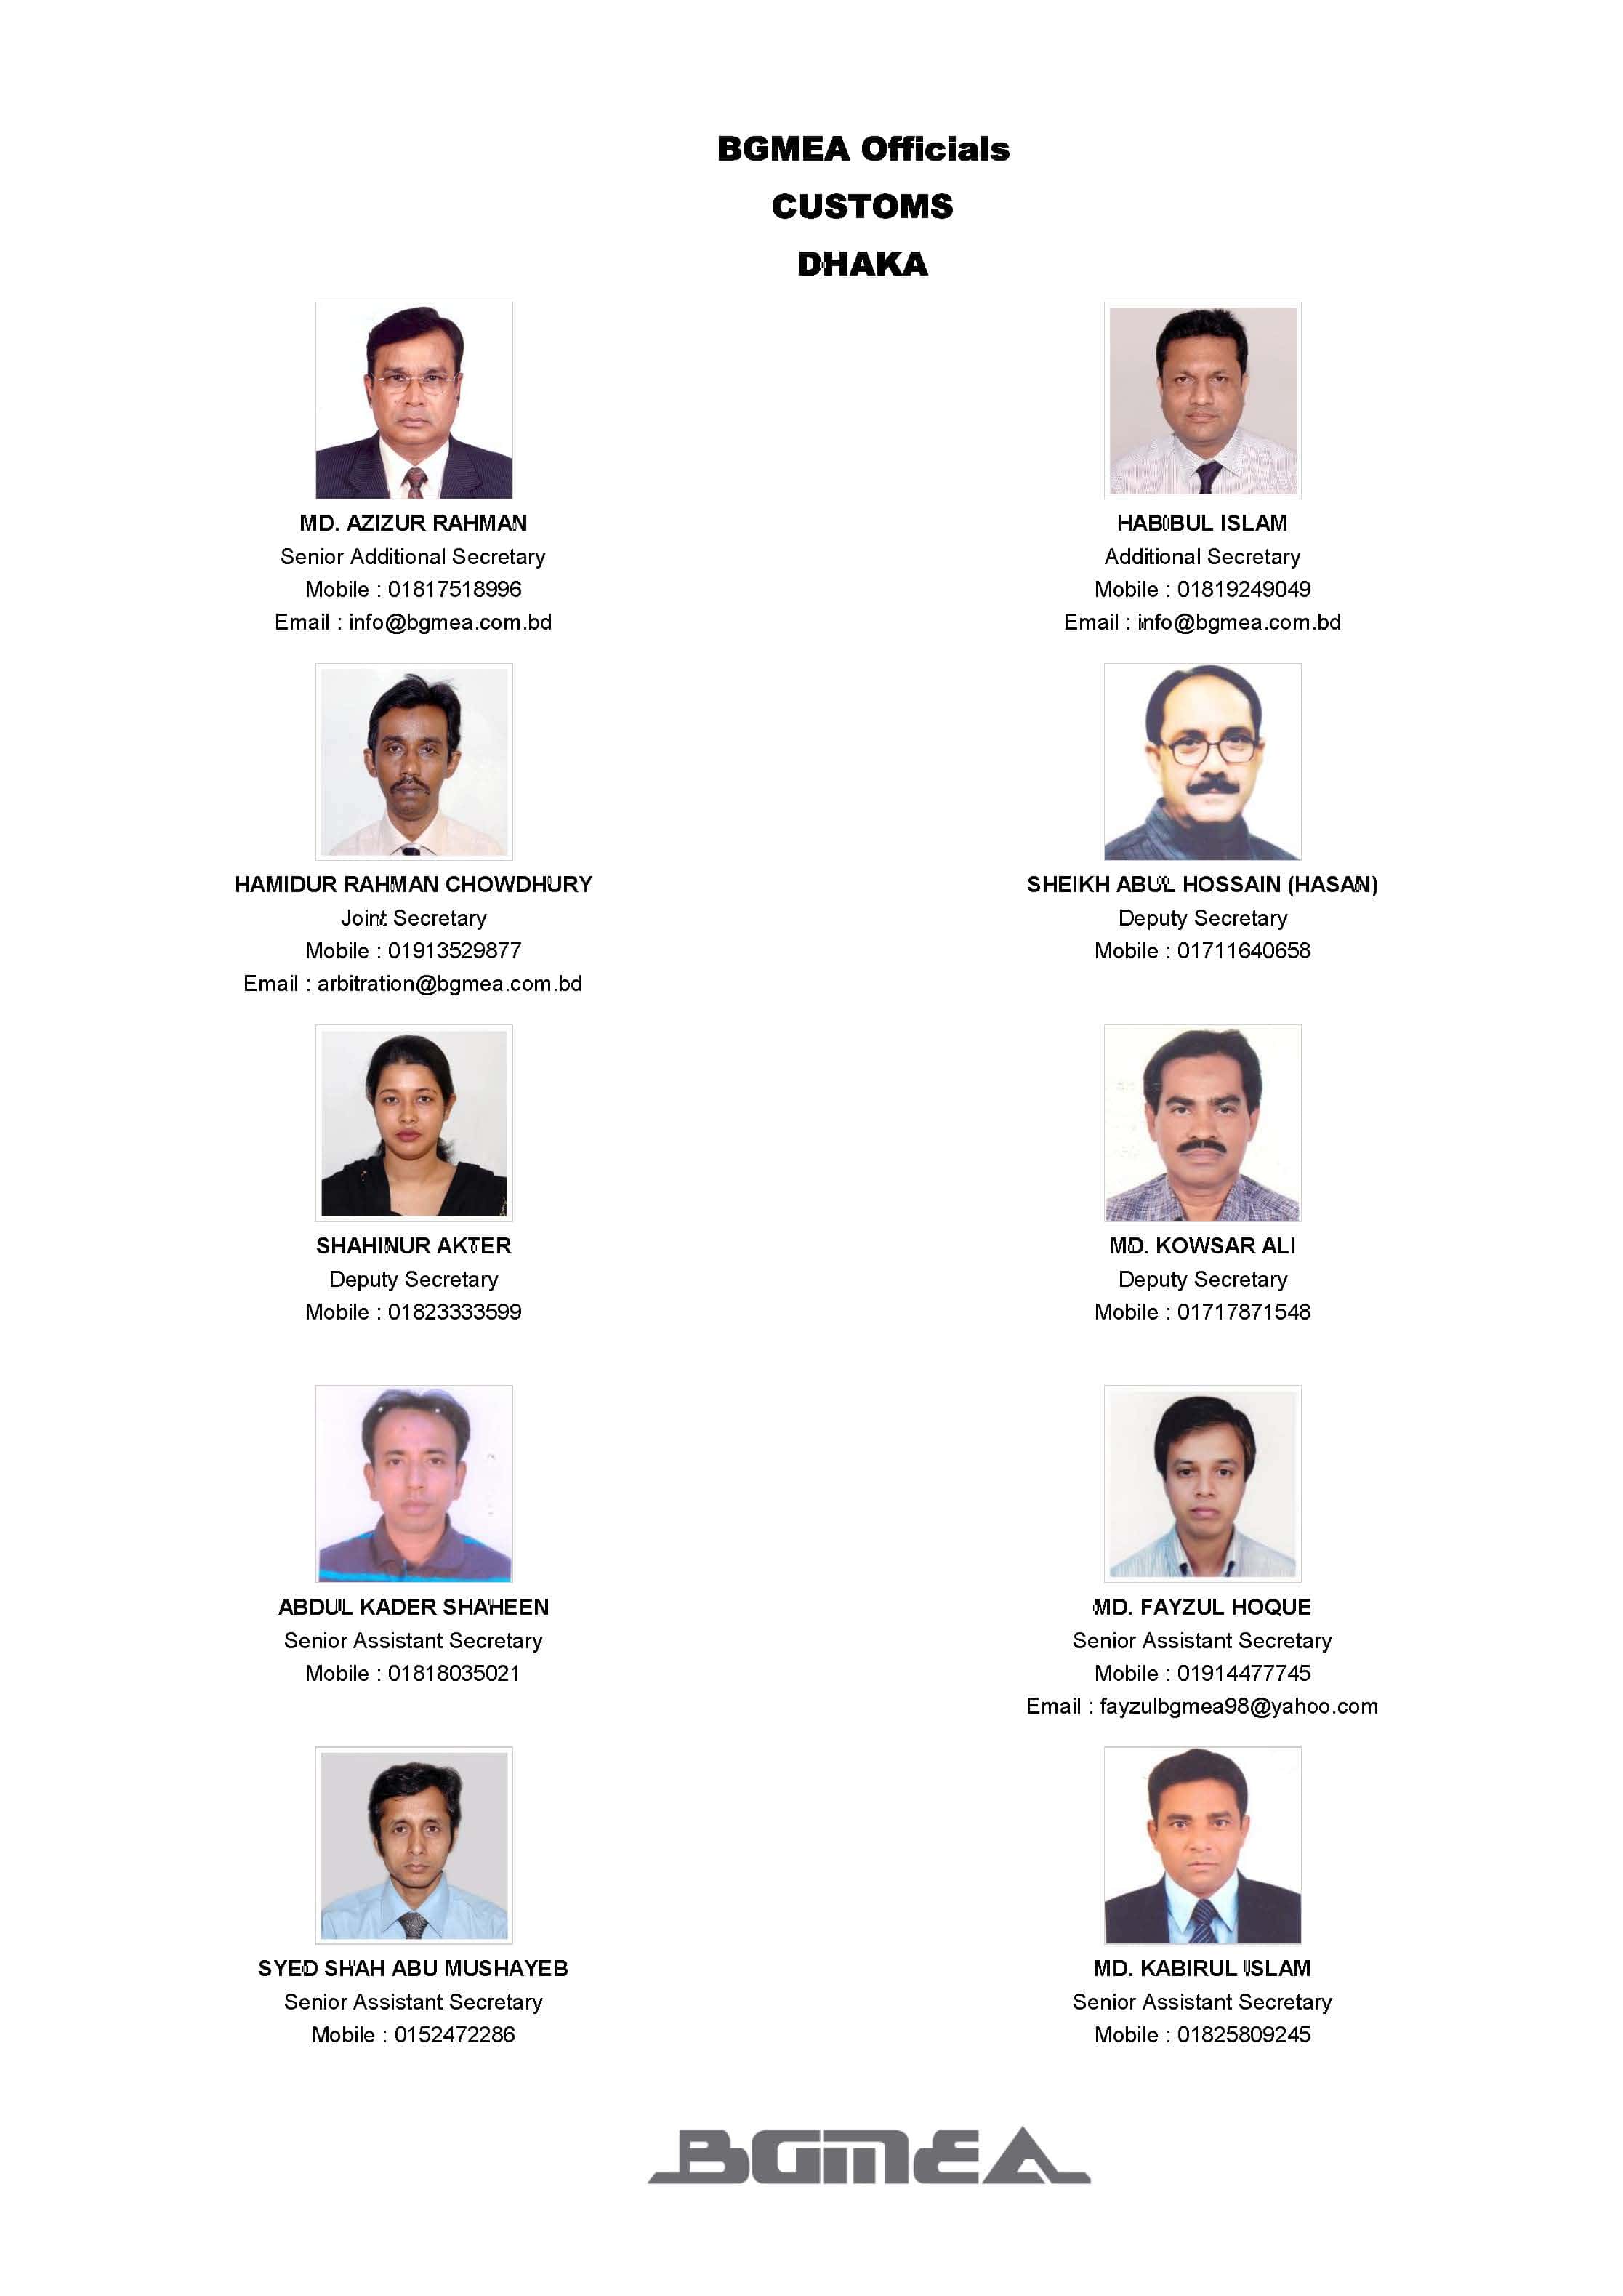 BGMEA Officials
CUSTOMS
DHAKA
MD. AZIZUR RAHMAN
Senior Additional Secretary
Mobile : 01817518996
Email : info@bgmea.com.bd
HABIBUL ISLAM
Additional Secretary
Mobile : 01819249049
Email : info@bgmea.com.bd
HAMIDUR RAHMAN CHOWDHURY
Joint Secretary
Mobile : 01913529877
Email : arbitration@bgmea.com.bd
SHEIKH ABUL HOSSAIN (HASAN)
Deputy Secretary
Mobile : 01711640658
SHAHINUR AKTER
Deputy Secretary
Mobile : 01823333599
MD. KOWSAR ALI
Deputy Secretary
Mobile : 01717871548
ABDUL KADER SHAHEEN
Senior Assistant Secretary
Mobile : 01818035021
MD. FAYZUL HOQUE
Senior Assistant Secretary
Mobile : 01914477745
Email : fayzulbgmea98@yahoo.com
SYED SHAH ABU MUSHAYEB
Senior Assistant Secretary
Mobile : 0152472286
MD. KABIRUL ISLAM
Senior Assistant Secretary
Mobile : 01825809245
BGMEA